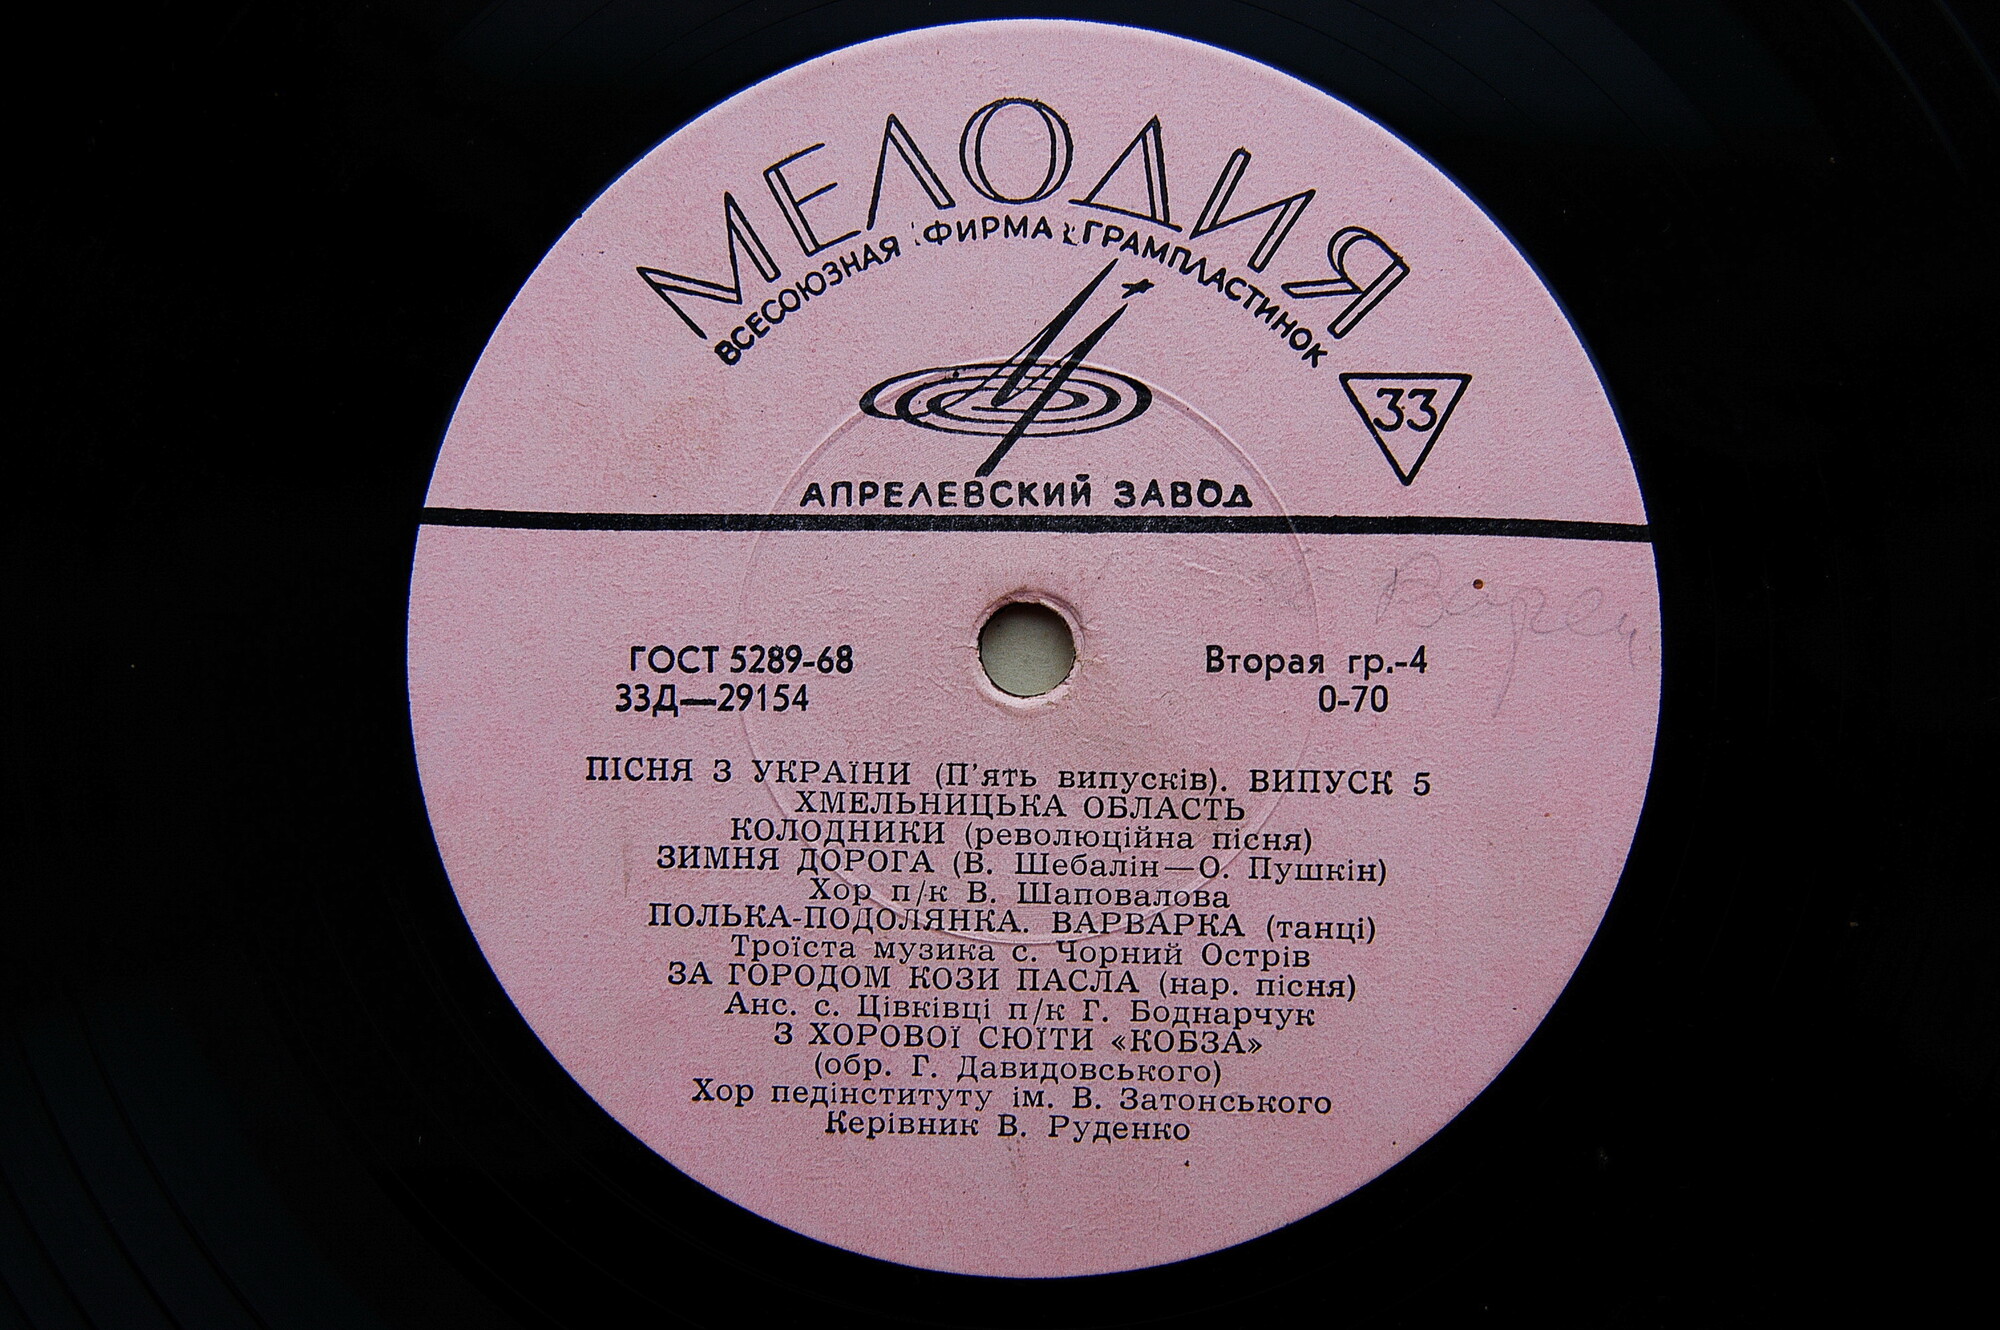 МЕЛОДИЯ
ВСЕСОЮЗНАЯ ФИРМА ГРАМПЛАСТИНОК
33
АПРЕЛЕВСКИЙ ЗАВОД
ГОСТ 5289-68
33Д—29154
Вторая гр.-4
0-70
ПІСНЯ З УКРАЇНИ (П'ять випусків). ВИПУСК 5
ХМЕЛЬНИЦЬКА ОБЛАСТЬ
КОЛОДНИКИ (революційна пісня)
ЗИМНЯ ДОРОГА (В. Шебалін—О. Пушкін)
Хор п/к В. Шаповалова
ПОЛЬКА-ПОДОЛЯНКА. ВАРВАРКА (танці)
Троїста музика с. Чорний Острів
ЗА ГОРОДОМ КОЗИ ПАСЛА (нар. пісня)
Анс. с. Цівківці п/к Г. Боднарчук
З ХОРОВОЇ СЮЇТИ «КОБЗА»
(обр. Г. Давидовського)
Хор педінституту ім. В. Затонського
Керівник В. Руденко